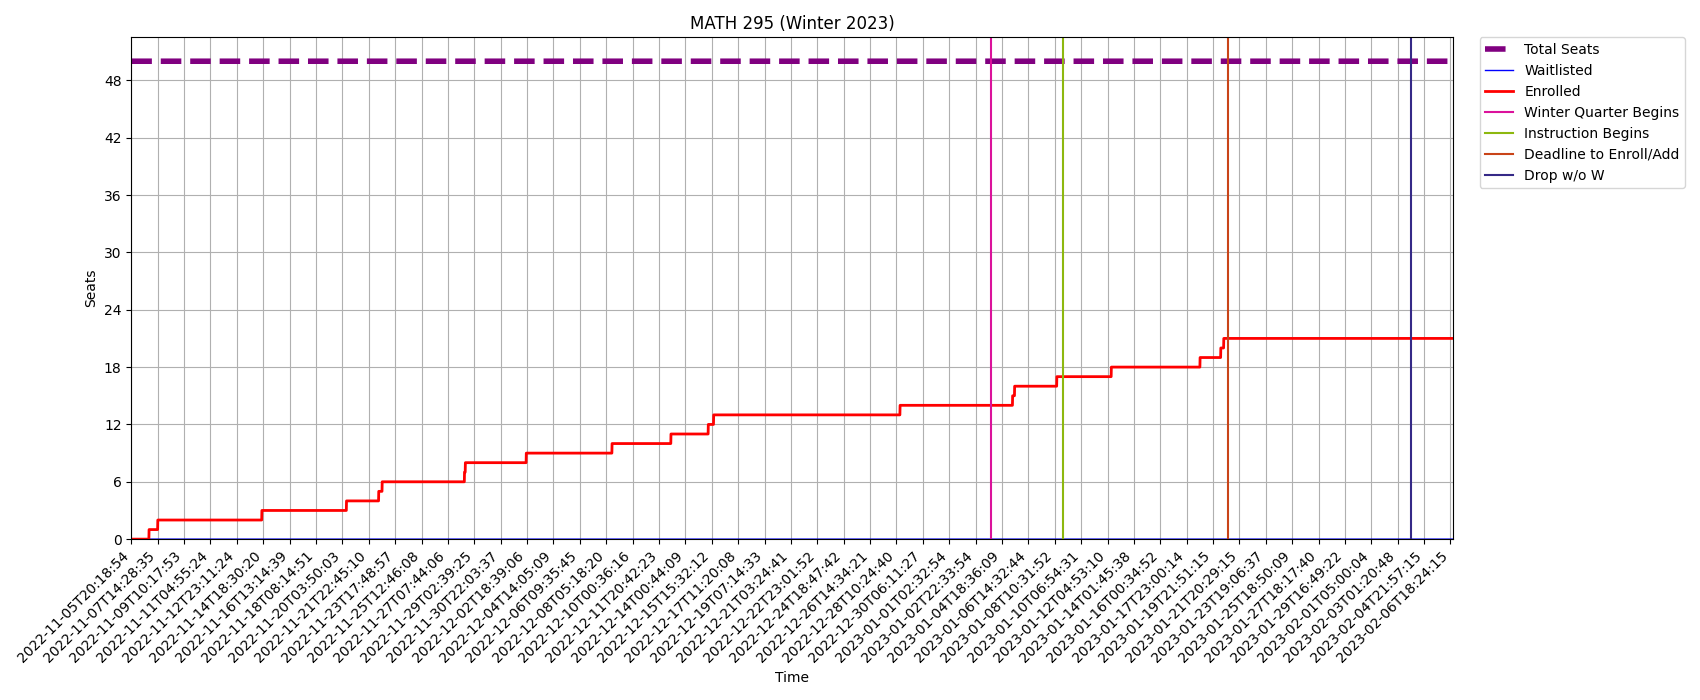 MATH 295 (Winter 2023)
Total Seats
Waitlisted
Enrolled
Winter Quarter Begins
Instruction Begins
Deadline to Enroll/Add
Drop w/o W
Seats
48
42
36
30
24
18
12
6
0
2022-11-05T20:18:54
2022-11-07T14:28:35
2022-11-09T10:17:53
2022-11-11T04:55:24
2022-11-12T23:11:24
2022-11-14T18:30:20
2022-11-16T13:14:39
2022-11-18T08:14:51
2022-11-20T03:50:03
2022-11-21T22:45:10
2022-11-23T17:48:57
2022-11-25T12:46:08
2022-11-27T07:44:06
2022-11-29T02:39:25
2022-11-30T22:03:37
2022-12-02T18:39:06
2022-12-04T14:05:09
2022-12-06T09:35:45
2022-12-08T05:18:20
2022-12-10T00:36:16
2022-12-11T20:42:23
2022-12-14T00:44:09
2022-12-15T15:32:12
2022-12-17T11:20:08
2022-12-19T07:14:33
2022-12-21T03:24:41
2022-12-22T23:01:52
2022-12-24T18:47:42
2022-12-26T14:34:21
2022-12-28T10:24:40
2022-12-30T06:11:27
2023-01-01T02:32:54
2023-01-02T22:33:54
2023-01-04T18:36:09
2023-01-06T14:32:44
2023-01-08T10:31:52
2023-01-10T06:54:31
2023-01-12T04:53:10
2023-01-14T01:45:38
2023-01-16T00:34:52
2023-01-17T23:00:14
2023-01-19T21:51:15
2023-01-21T20:29:15
2023-01-23T19:06:37
2023-01-25T18:50:09
2023-01-27T18:17:40
2023-01-29T16:49:22
2023-02-01T05:00:04
2023-02-03T01:20:48
2023-02-04T21:57:15
2023-02-06T18:24:15
Time